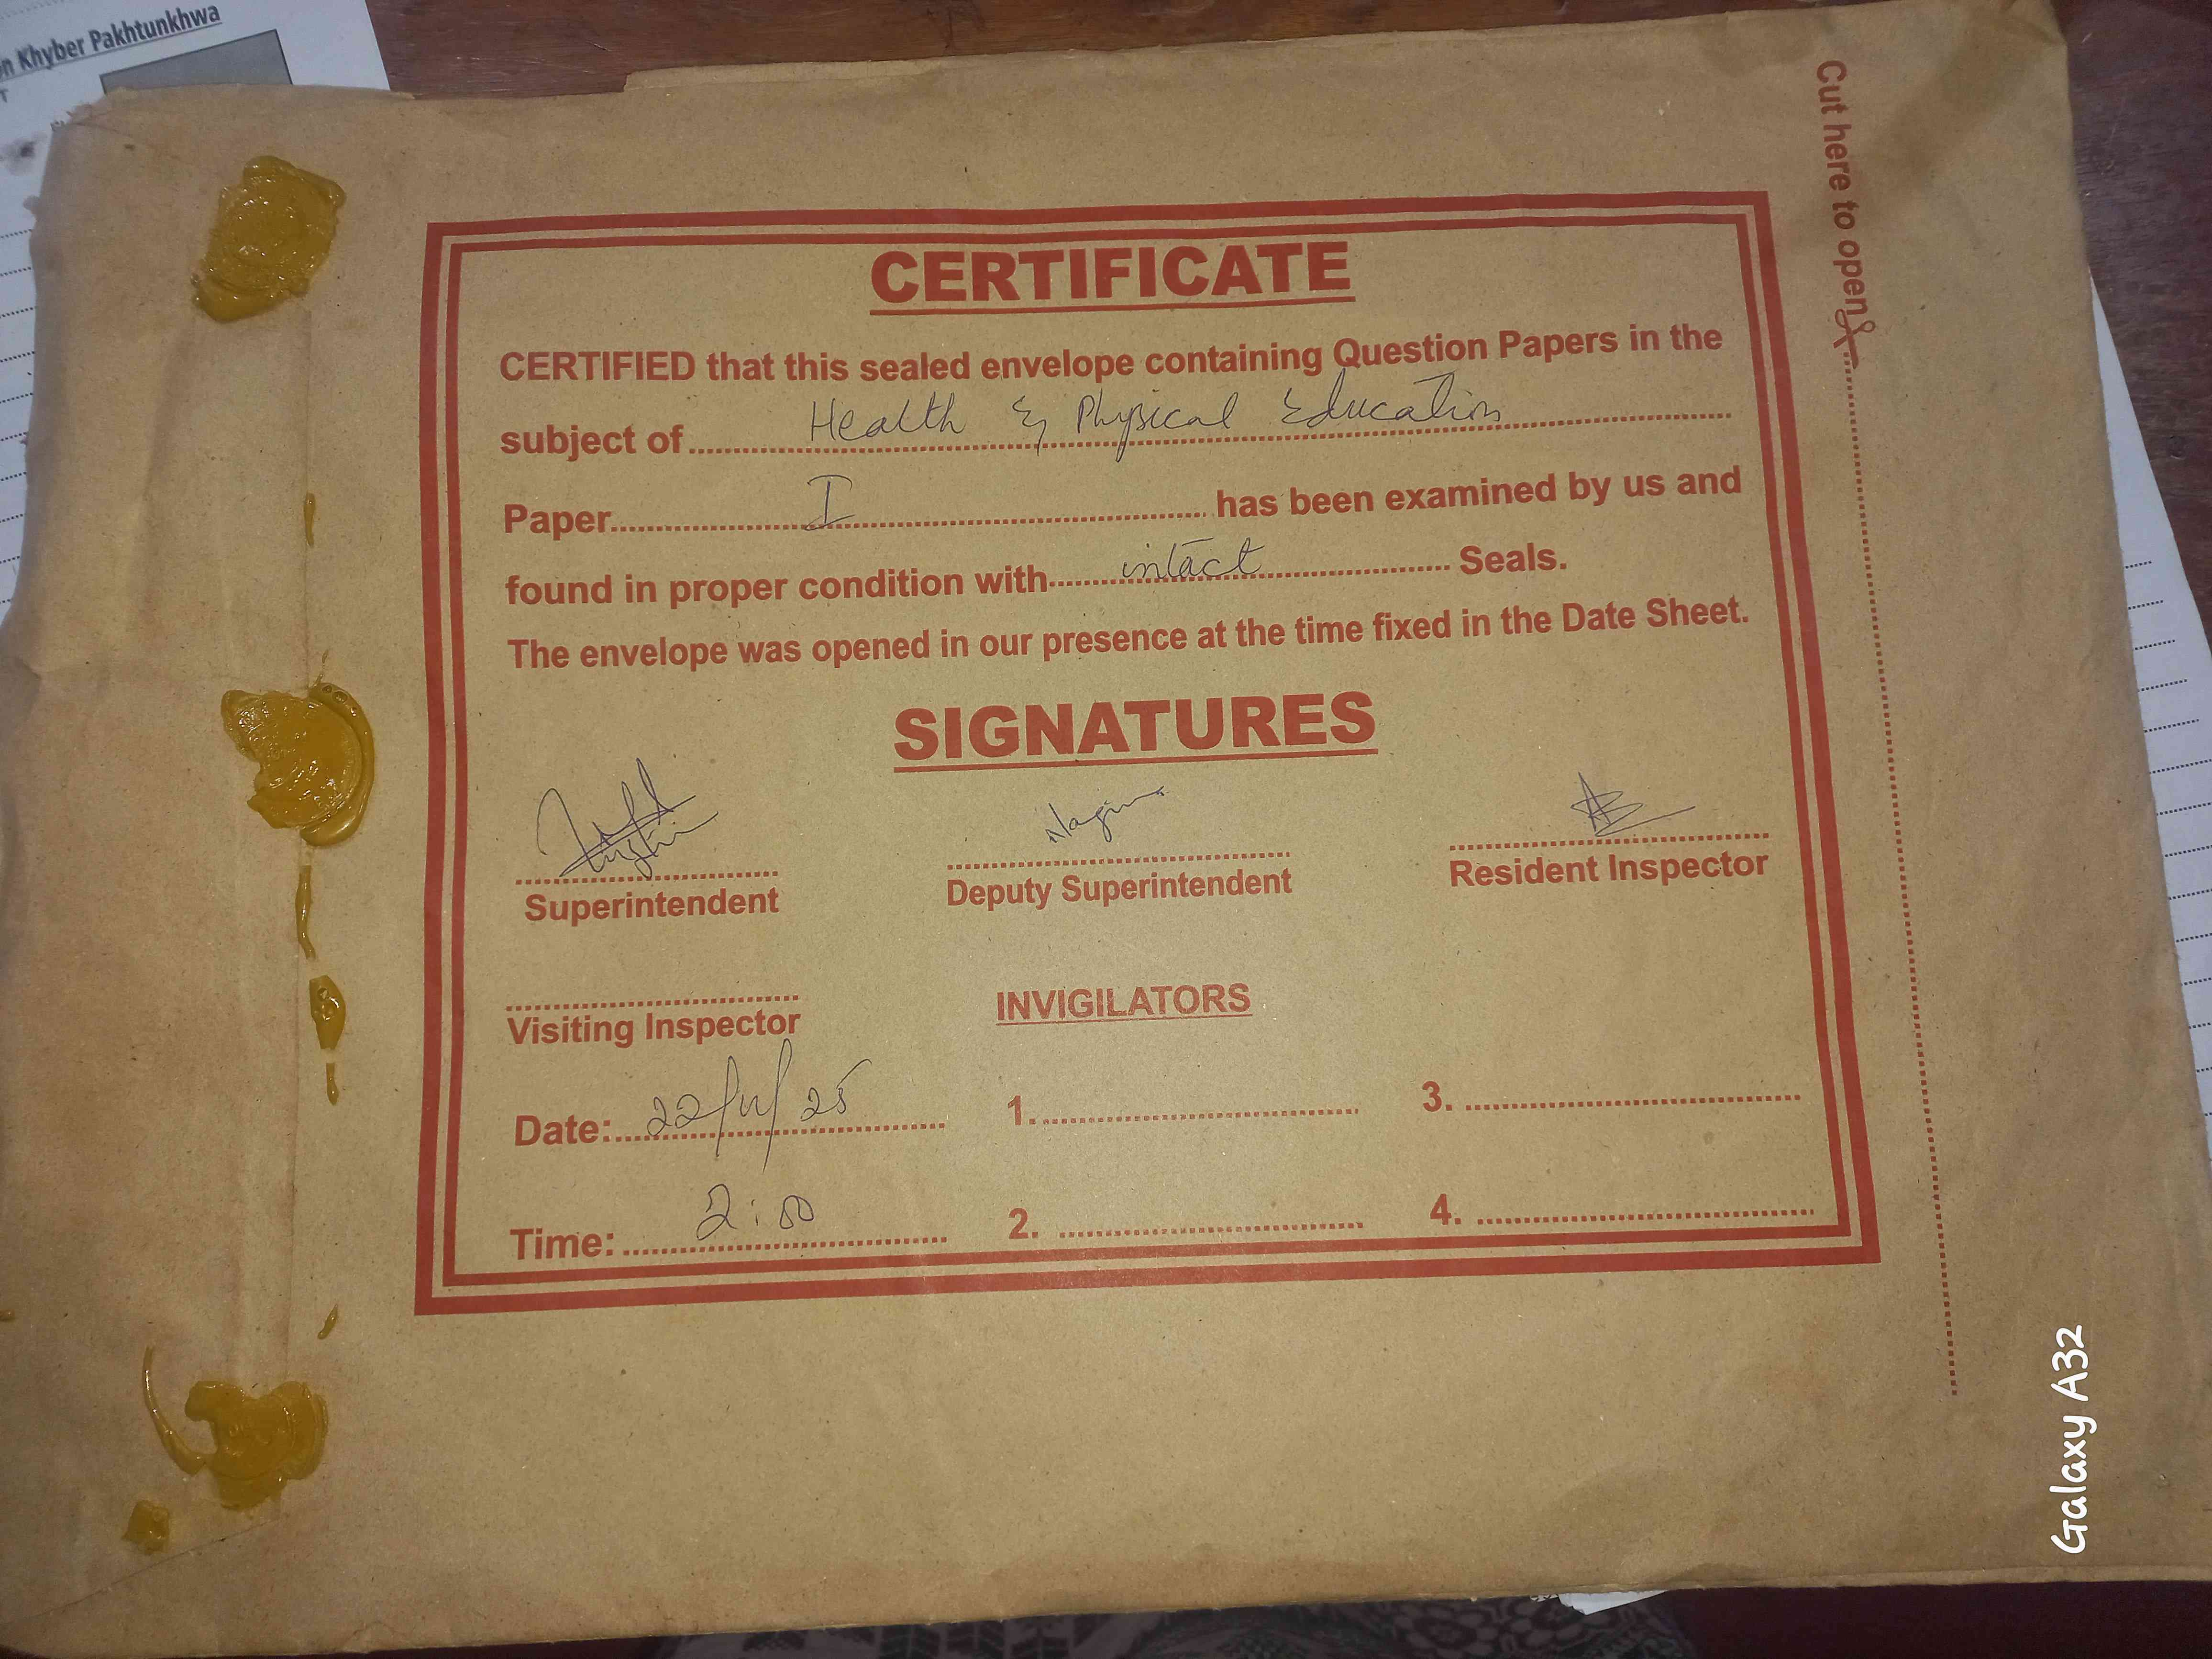 n Khyber Pakhtunkhwa
Cut here to open
CERTIFICATE
CERTIFIED that this sealed envelope containing Question Papers in the
subject of Health & Physical Education
Paper I has been examined by us and
found in proper condition with intact Seals.
The envelope was opened in our presence at the time fixed in the Date Sheet.
SIGNATURES
Superintendent
Deputy Superintendent
Resident Inspector
Visiting Inspector
INVIGILATORS
Date: 22/11/25
1.
3.
Time: 2:00
2.
4.
Galaxy A32